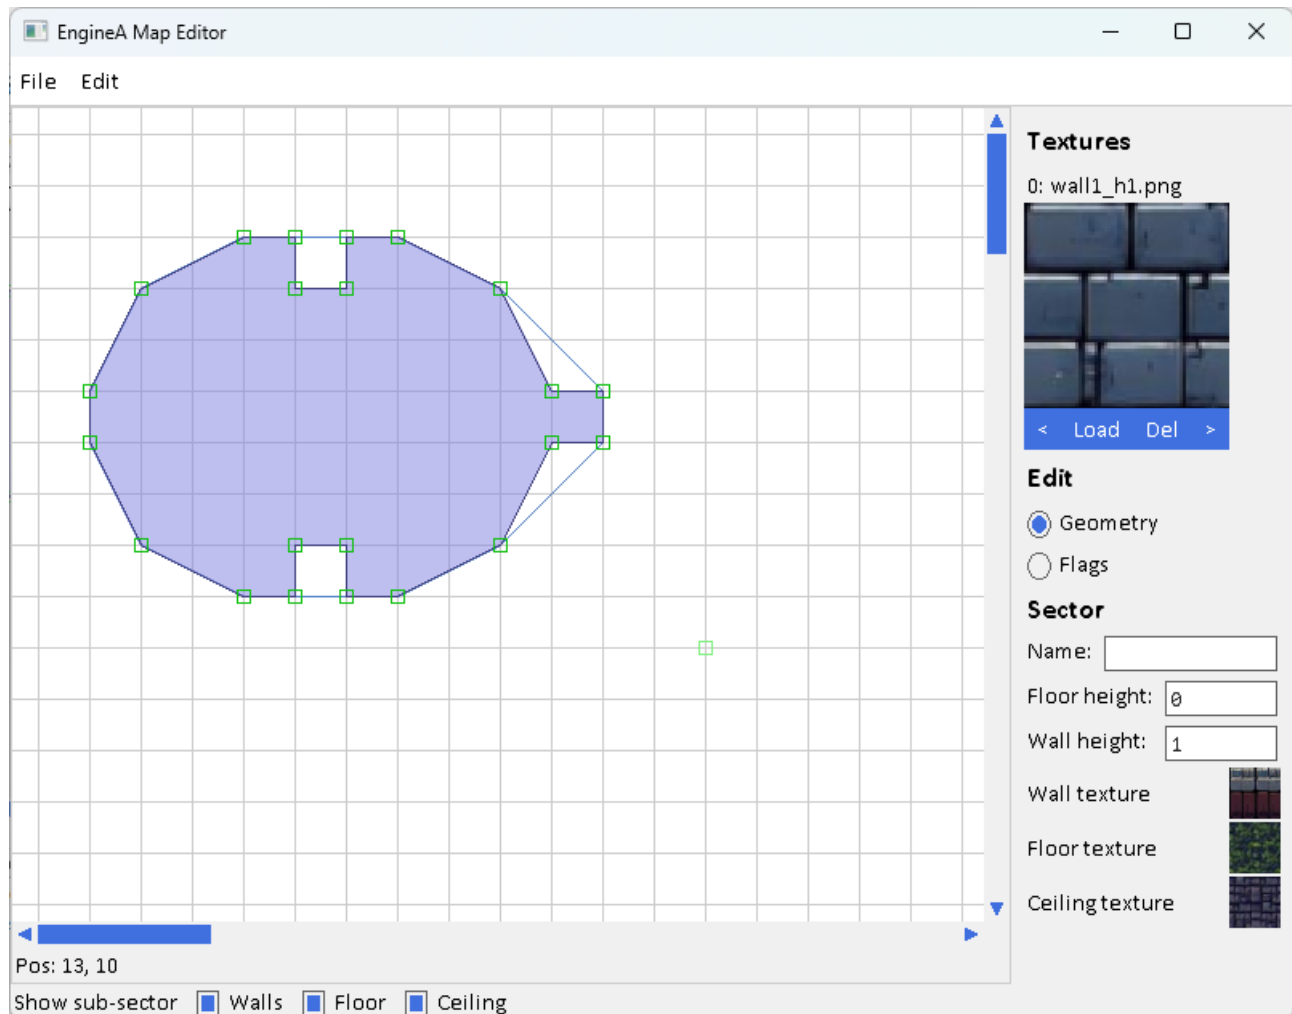 EngineA Map Editor
File Edit
Textures
0: wall1_h1.png
< Load Del >
Edit
Geometry
Flags
Sector
Name:
Floor height: 0
Wall height: 1
Wall texture
Floor texture
Ceiling texture
Pos: 13, 10
Show sub-sector Walls Floor Ceiling